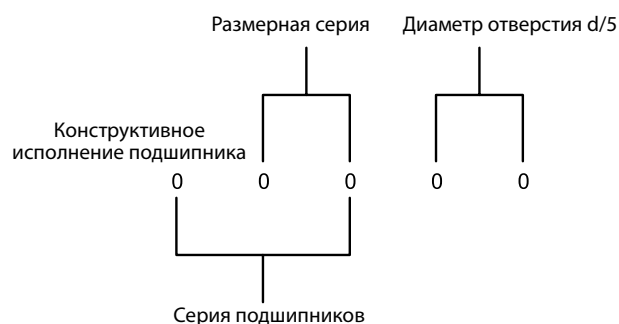 Размерная серия
Диаметр отверстия d/5
Конструктивное
исполнение подшипника
0 0 0 0 0
Серия подшипников